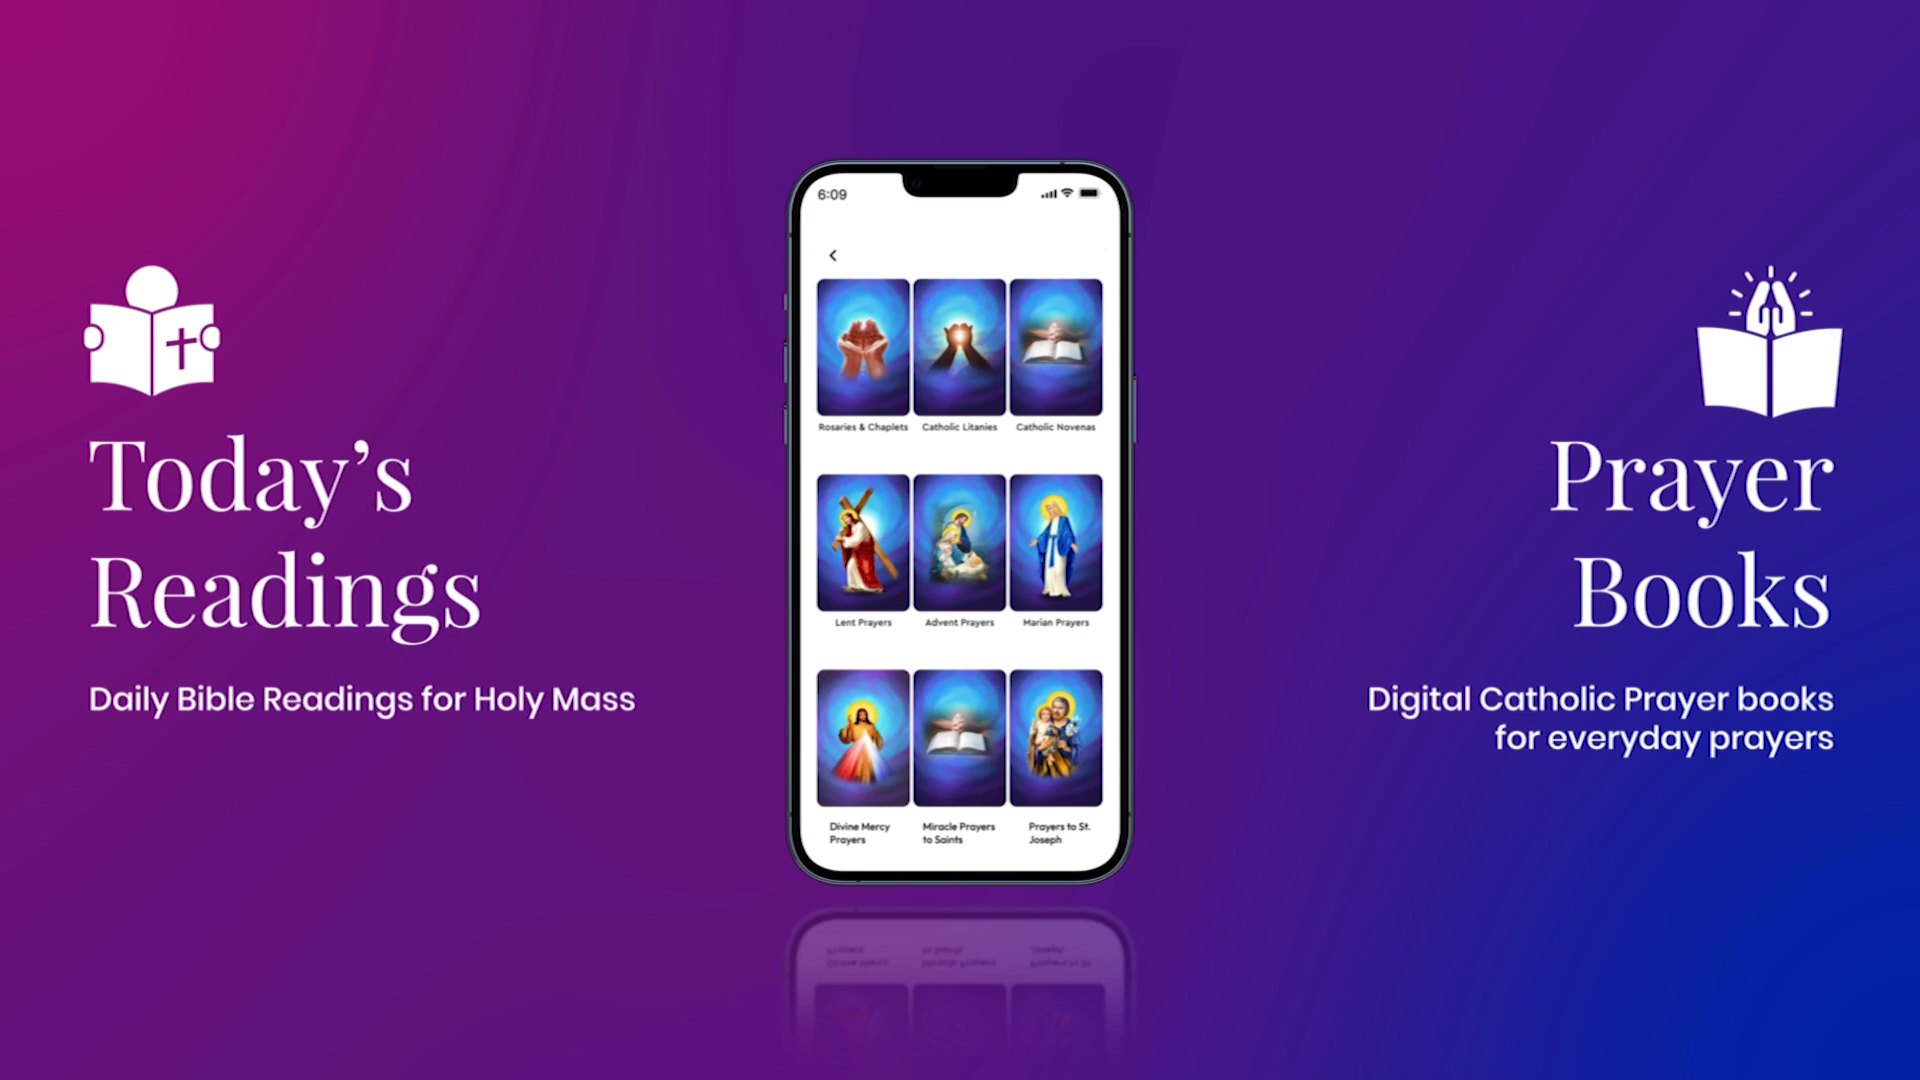 Today's
Readings
Daily Bible Readings for Holy Mass
6:09
Rosaries & Chaplets
Catholic Litanies
Catholic Novenas
Lent Prayers
Advent Prayers
Marian Prayers
Divine Mercy
Prayers
Miracle Prayers
to Saints
Prayers to St.
Joseph
Prayer
Books
Digital Catholic Prayer books
for everyday prayers